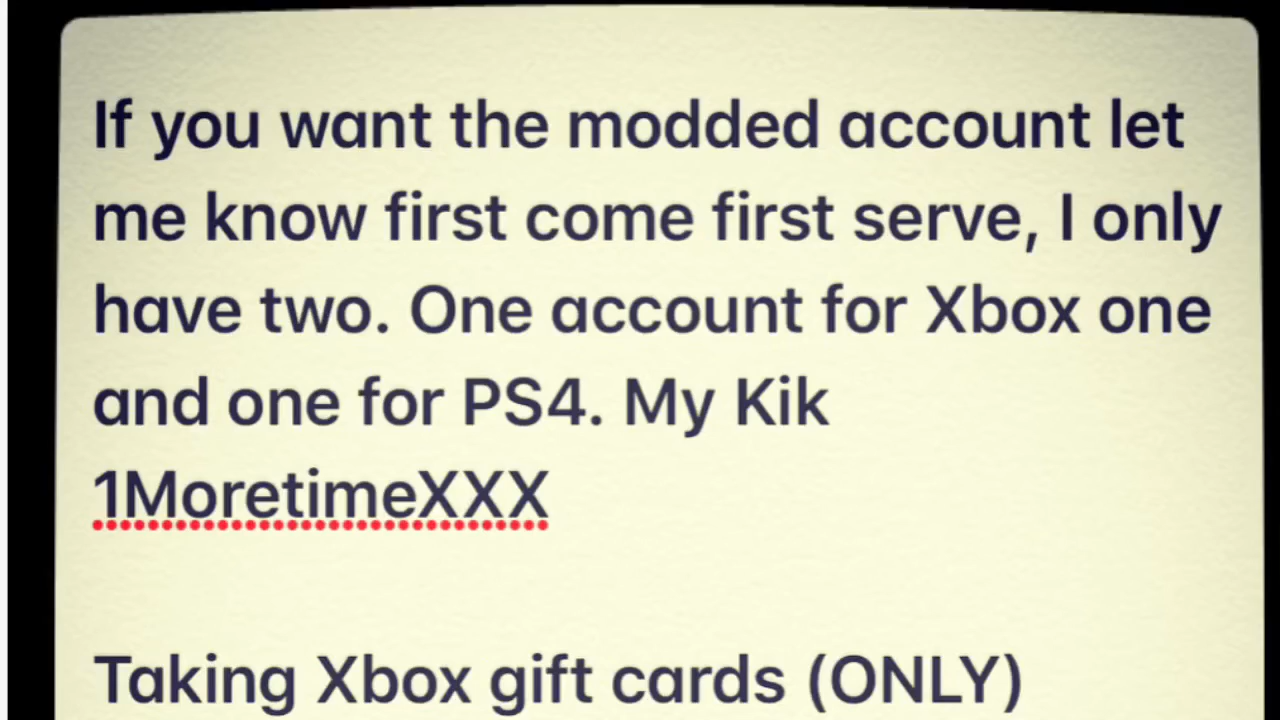 If you want the modded account let
me know first come first serve, I only
have two. One account for Xbox one
and one for PS4. My Kik
1MoretimeXXX
Taking Xbox gift cards (ONLY)